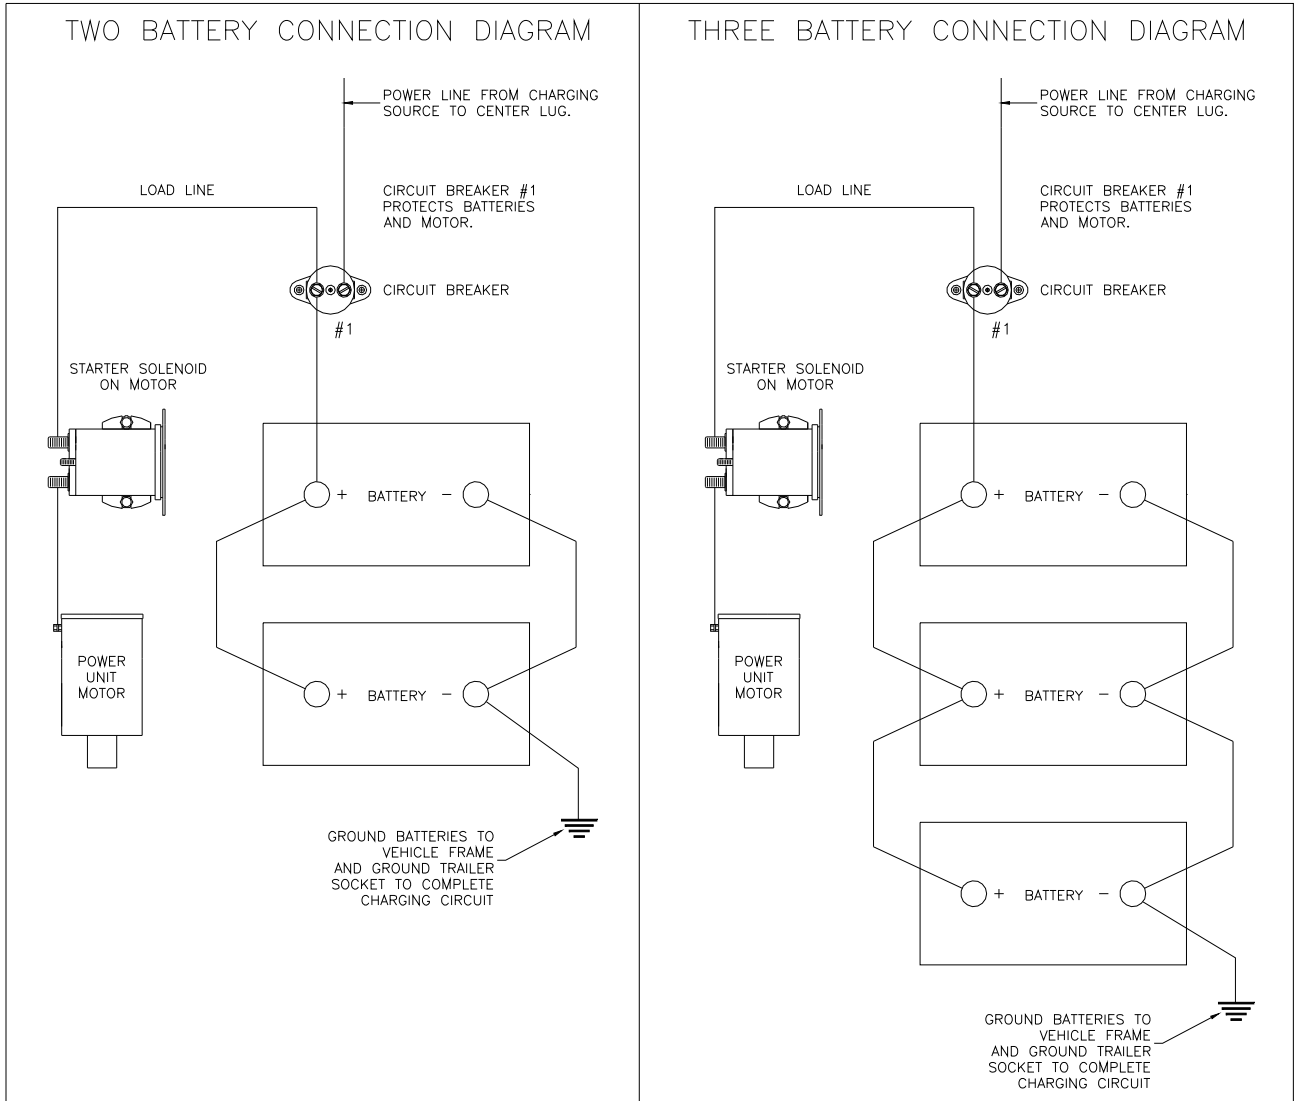 TWO BATTERY CONNECTION DIAGRAM
POWER LINE FROM CHARGING
SOURCE TO CENTER LUG.
LOAD LINE
CIRCUIT BREAKER #1
PROTECTS BATTERIES
AND MOTOR.
CIRCUIT BREAKER
#1
STARTER SOLENOID
ON MOTOR
+ BATTERY -
POWER
UNIT
MOTOR
+ BATTERY -
GROUND BATTERIES TO
VEHICLE FRAME
AND GROUND TRAILER
SOCKET TO COMPLETE
CHARGING CIRCUIT
THREE BATTERY CONNECTION DIAGRAM
POWER LINE FROM CHARGING
SOURCE TO CENTER LUG.
LOAD LINE
CIRCUIT BREAKER #1
PROTECTS BATTERIES
AND MOTOR.
CIRCUIT BREAKER
#1
STARTER SOLENOID
ON MOTOR
+ BATTERY -
POWER
UNIT
MOTOR
+ BATTERY -
+ BATTERY -
GROUND BATTERIES TO
VEHICLE FRAME
AND GROUND TRAILER
SOCKET TO COMPLETE
CHARGING CIRCUIT